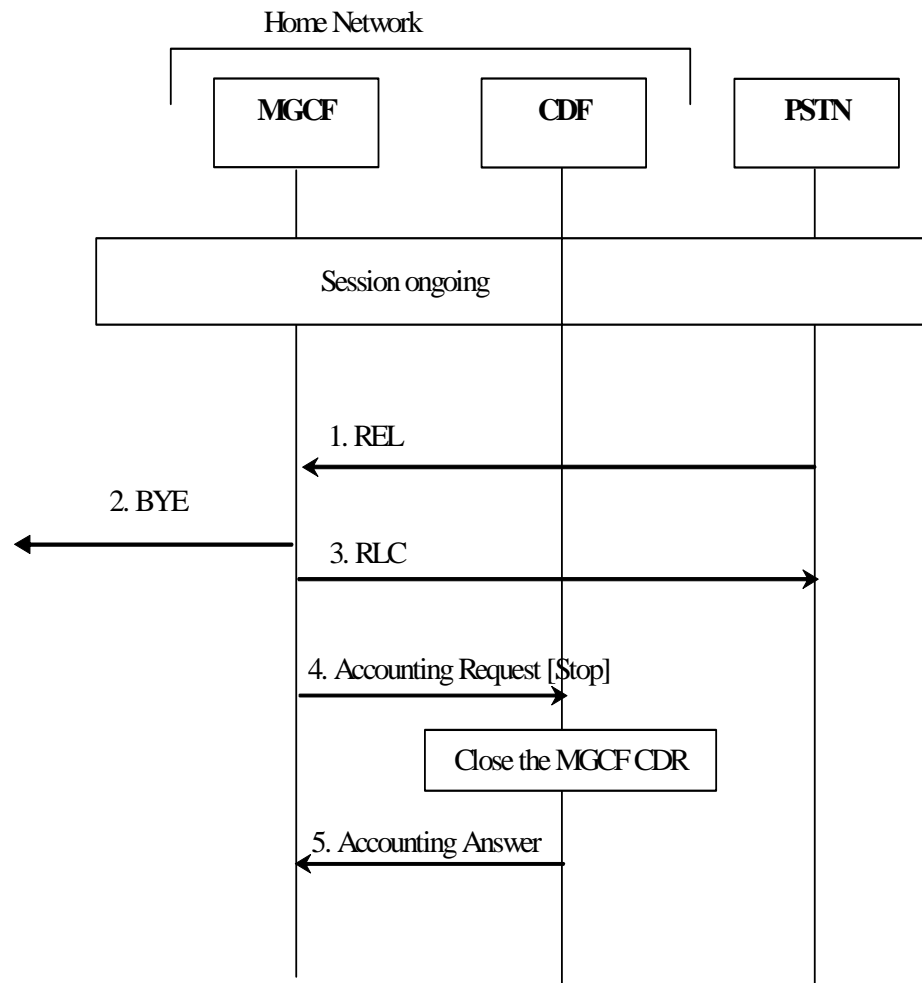 Home Network
MGCF
CDF
PSTN
Session ongoing
1. REL
2. BYE
3. RLC
4. Accounting Request [Stop]
Close the MGCF CDR
5. Accounting Answer